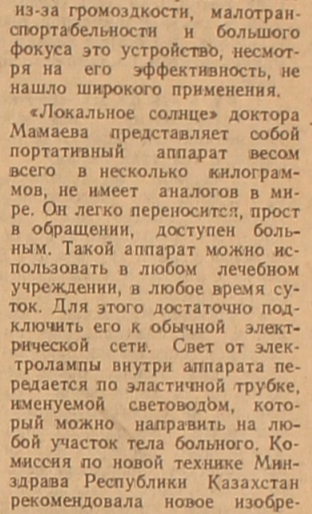 из-за громоздкости, малотран-
спортабельности и большого
фокуса это устройство, несмот-
ря на его эффективность, не
нашло широкого применения.
«Локальное солнце» доктора
Мамаева представляет собой
портативный аппарат весом
всего в несколько килограм-
мов, не имеет аналогов в ми-
ре. Он легко переносится, прост
в обращении, доступен боль-
ным. Такой аппарат можно ис-
пользовать в любом лечебном
учреждении, в любое время су-
ток. Для этого достаточно под-
ключить его к обычной элект-
рической сети. Свет от элек-
тролампы внутри аппарата пе-
редается по эластичной трубке,
именуемой световодом, кото-
рый можно направить на лю-
бой участок тела больного. Ко-
миссия по новой технике Мин-
здрава Республики Казахстан
рекомендовала новое изобре-